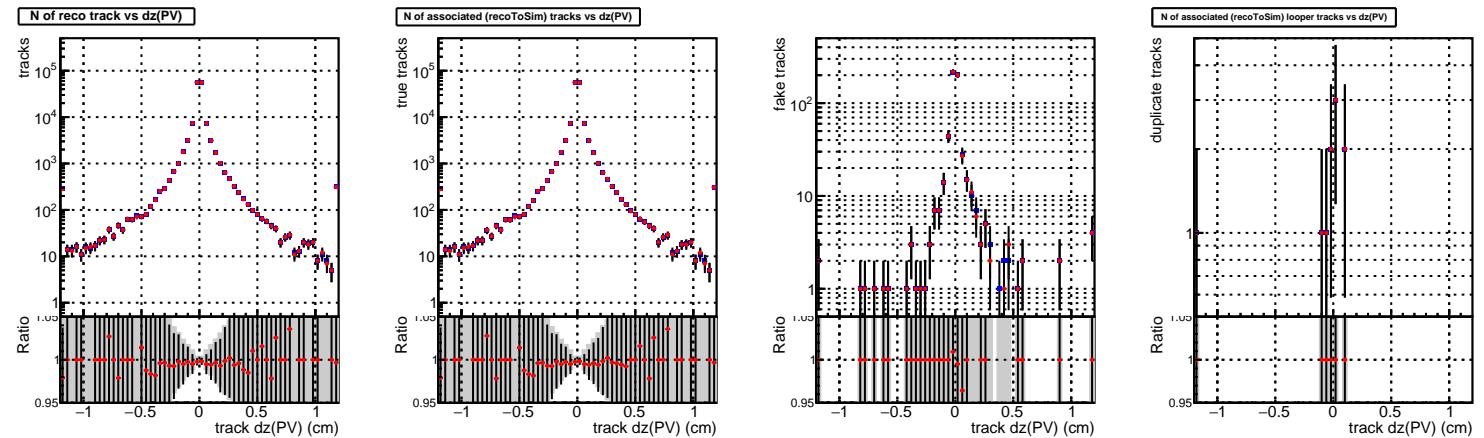 N of reco track vs dz(PV)
tracks
10^5
10^4
10^3
10^2
10
1
Ratio
1.05
1
0.95
−1 −0.5 0 0.5 1
track dz(PV) (cm)
N of associated (recoToSim) tracks vs dz(PV)
true tracks
10^5
10^4
10^3
10^2
10
1
Ratio
1.05
1
0.95
−1 −0.5 0 0.5 1
track dz(PV) (cm)
fake tracks
10^2
10
1
Ratio
1.05
1
0.95
−1 −0.5 0 0.5 1
track dz(PV) (cm)
N of associated (recoToSim) looper tracks vs dz(PV)
duplicate tracks
1
Ratio
1.05
1
0.95
−1 −0.5 0 0.5 1
track dz(PV) (cm)